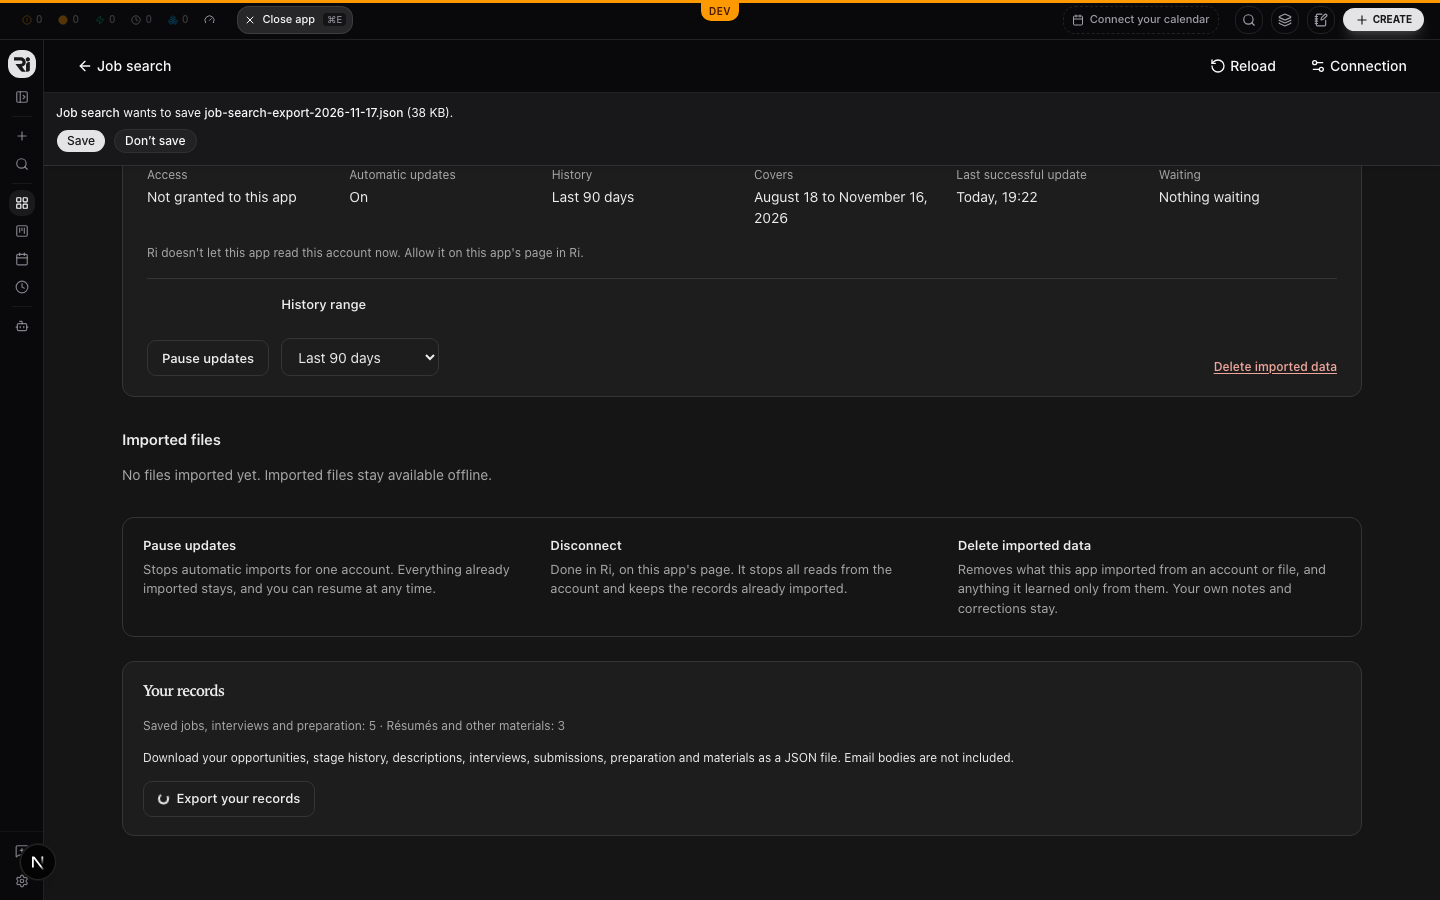 0 0 0 0 0
Close app ⌘E
DEV
Connect your calendar
CREATE
Ri
Job search
Reload
Connection
Job search wants to save job-search-export-2026-11-17.json (38 KB).
Save
Don’t save
Access
Automatic updates
History
Covers
Last successful update
Waiting
Not granted to this app
On
Last 90 days
August 18 to November 16,
2026
Today, 19:22
Nothing waiting
Ri doesn't let this app read this account now. Allow it on this app's page in Ri.
History range
Pause updates
Last 90 days
Delete imported data
Imported files
No files imported yet. Imported files stay available offline.
Pause updates
Stops automatic imports for one account. Everything already
imported stays, and you can resume at any time.
Disconnect
Done in Ri, on this app's page. It stops all reads from the
account and keeps the records already imported.
Delete imported data
Removes what this app imported from an account or file, and
anything it learned only from them. Your own notes and
corrections stay.
Your records
Saved jobs, interviews and preparation: 5 · Résumés and other materials: 3
Download your opportunities, stage history, descriptions, interviews, submissions, preparation and materials as a JSON file. Email bodies are not included.
Export your records
N